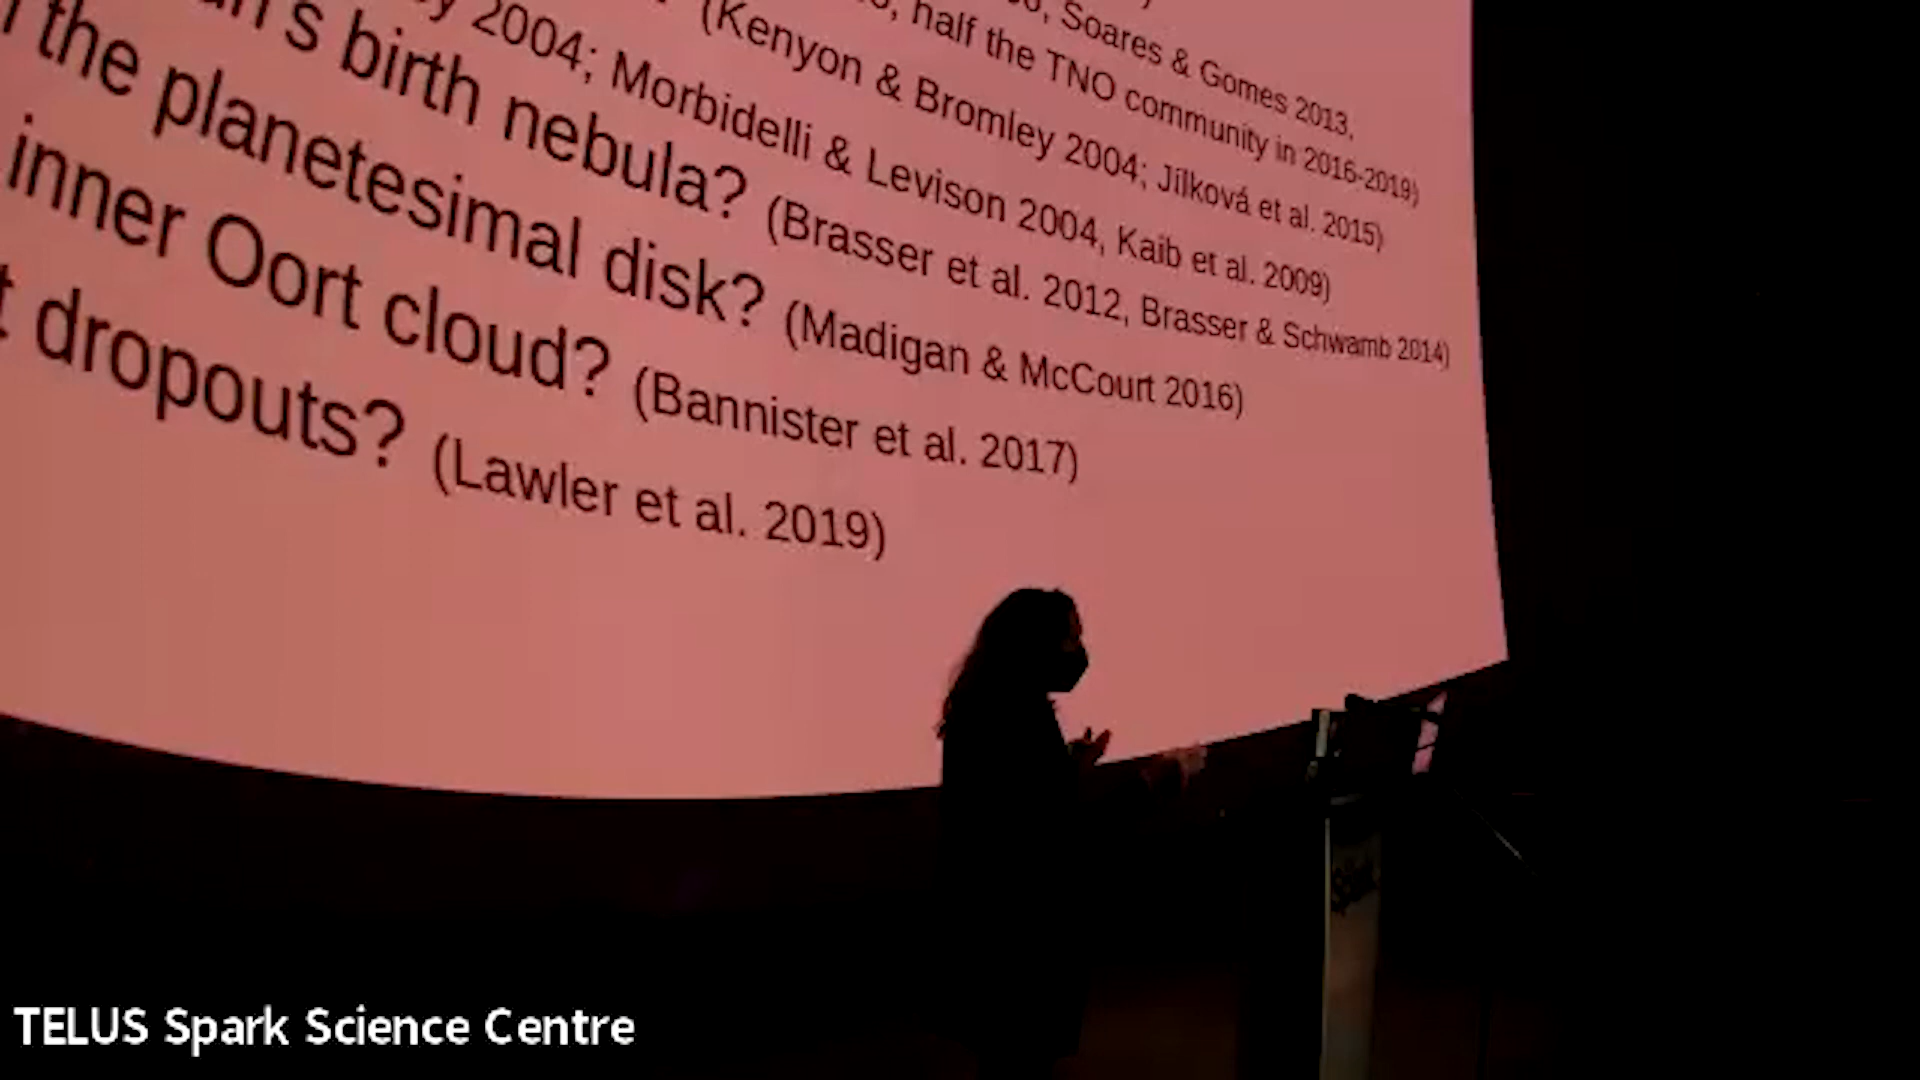 Soares & Gomes 2013,
half the TNO community in 2016-2019)
(Kenyon & Bromley 2004; Jílková et al. 2015)
2004; Morbidelli & Levison 2004, Kaib et al. 2009)
's birth nebula? (Brasser et al. 2012, Brasser & Schwamb 2014)
the planetesimal disk? (Madigan & McCourt 2016)
inner Oort cloud? (Bannister et al. 2017)
dropouts? (Lawler et al. 2019)
TELUS Spark Science Centre